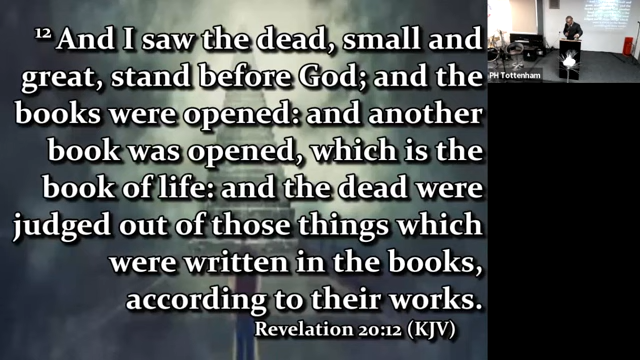 12 And I saw the dead, small and
great, stand before God; and the
books were opened: and another
book was opened, which is the
book of life: and the dead were
judged out of those things which
were written in the books,
according to their works.
Revelation 20:12 (KJV)
PH Tottenham